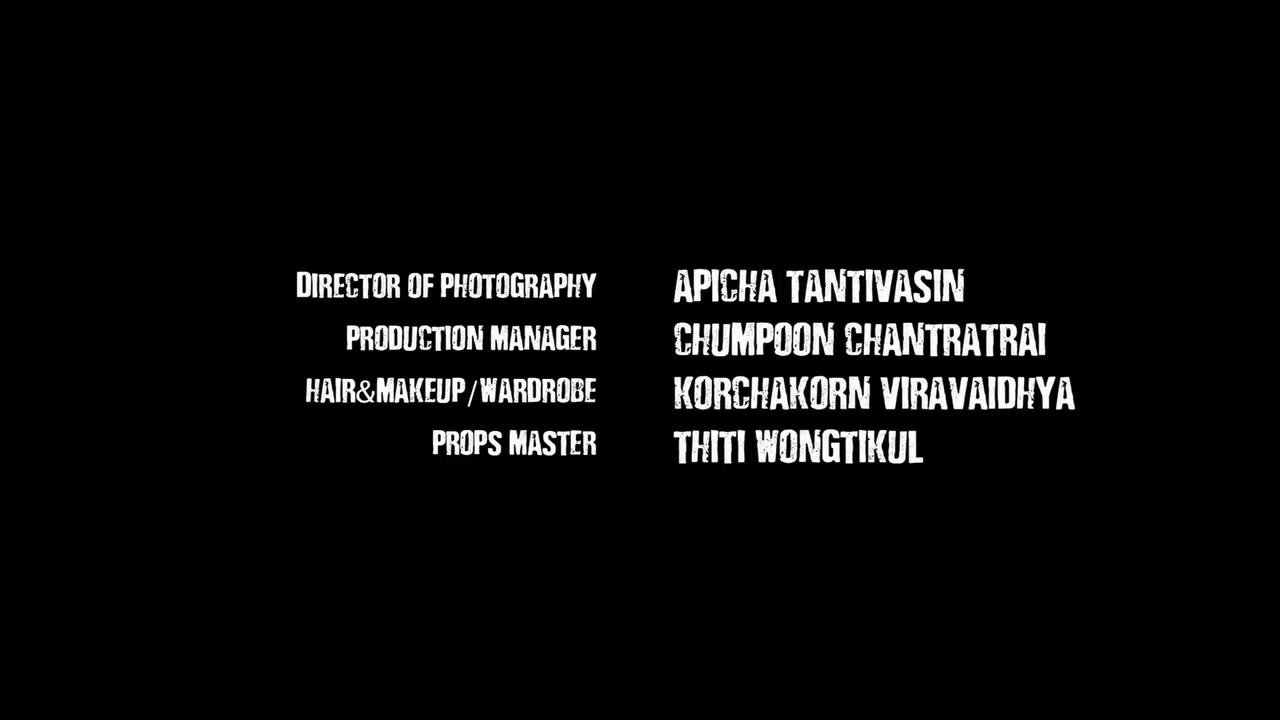 DIRECTOR OF PHOTOGRAPHY APICHA TANTIVASIN
PRODUCTION MANAGER CHUMPOON CHANTRATRAI
HAIR&MAKEUP/WARDROBE KORCHAKORN VIRAVAIDHYA
PROPS MASTER THITI WONGTIKUL